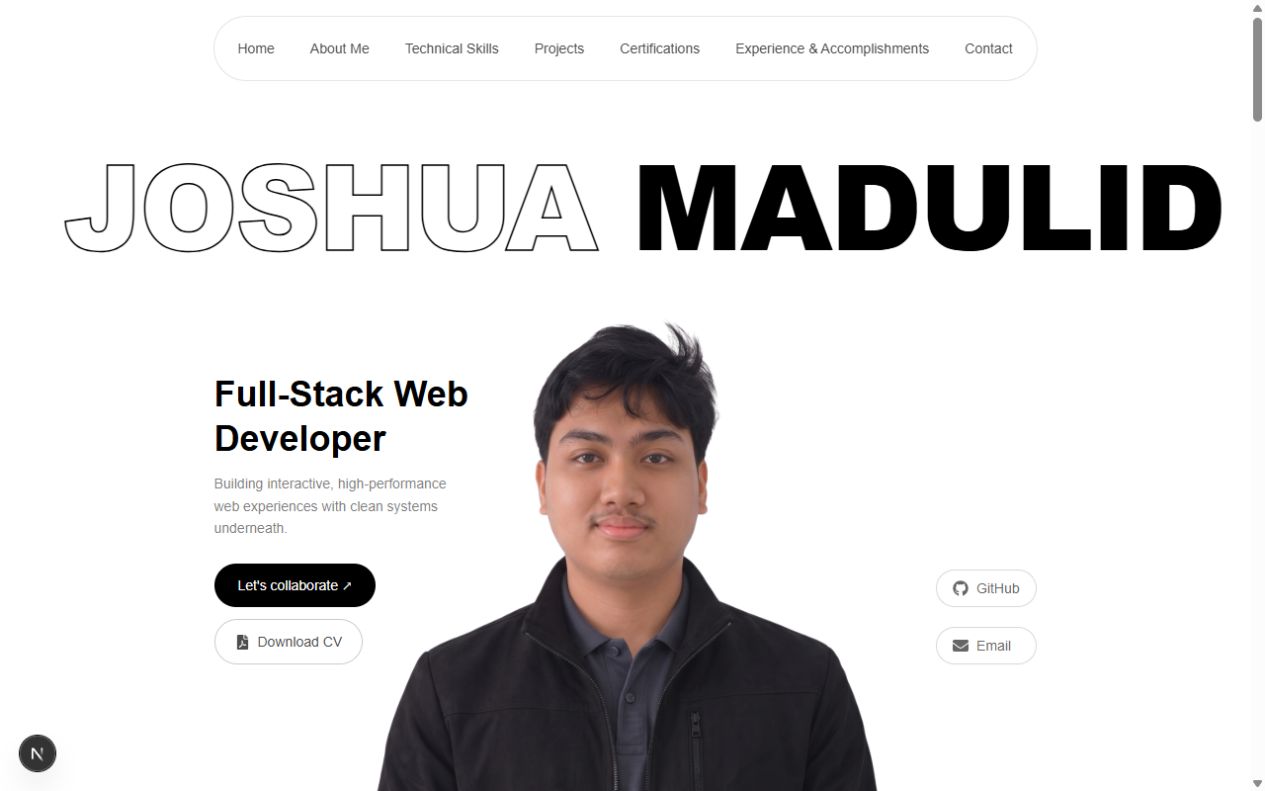 Home About Me Technical Skills Projects Certifications Experience & Accomplishments Contact
JOSHUA MADULID
Full-Stack Web
Developer
Building interactive, high-performance
web experiences with clean systems
underneath.
Let's collaborate ↗
Download CV
GitHub
Email
N